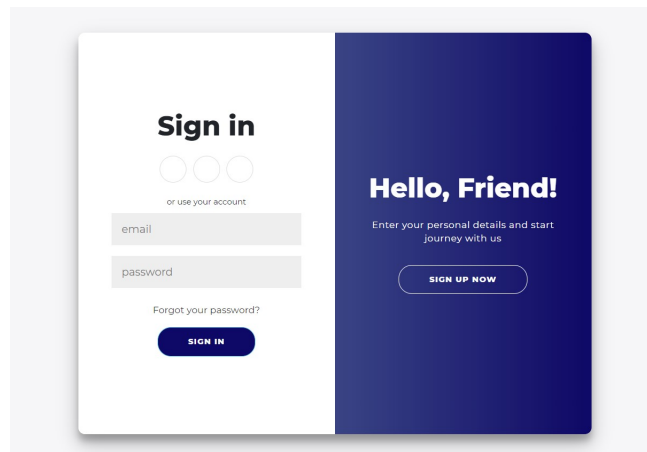 Sign in
or use your account
email
password
Forgot your password?
SIGN IN
Hello, Friend!
Enter your personal details and start
journey with us
SIGN UP NOW